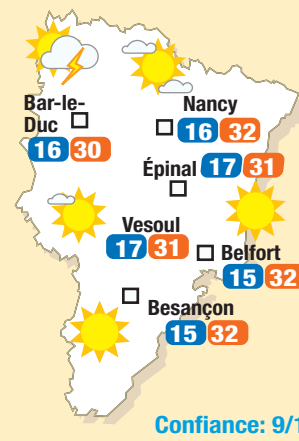 Bar-le-
Duc
16 30
Nancy
16 32
Épinal 17 31
Vesoul
17 31
Belfort
15 32
Besançon
15 32
Confiance: 9/1